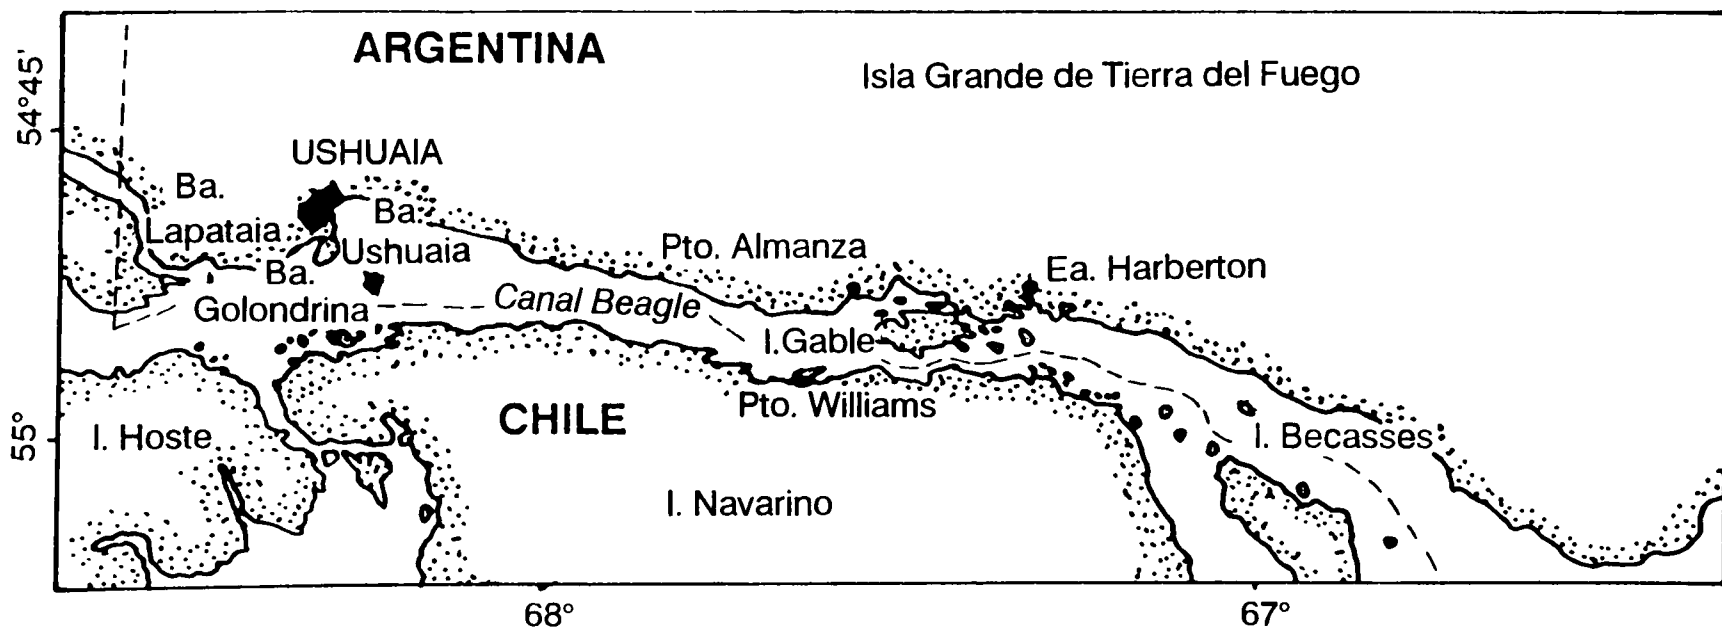 ARGENTINA
Isla Grande de Tierra del Fuego
54°45'
USHUAIA
Ba.
Lapataia
Ba.
Ushuaia
Ba.
Golondrina
Canal Beagle
Pto. Almanza
Ea. Harberton
I.Gable
Pto. Williams
CHILE
55°
I. Hoste
I. Becasses
I. Navarino
68°
67°